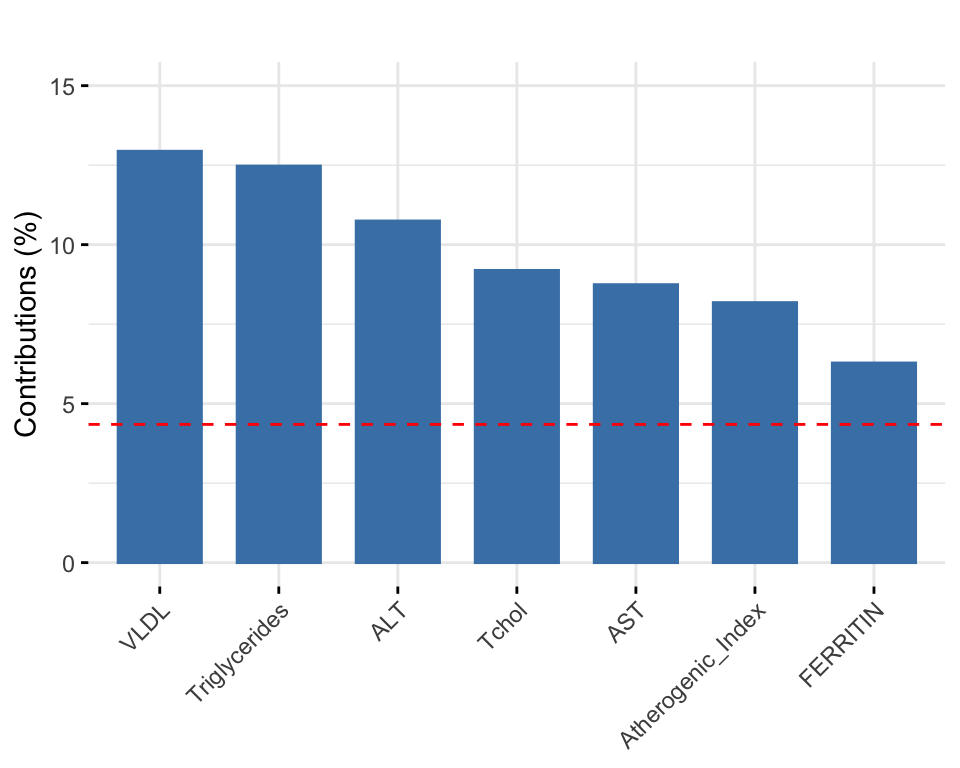 Contributions (%)
15
10
5
0
VLDL
Triglycerides
ALT
Tchol
AST
Atherogenic_Index
FERRITIN